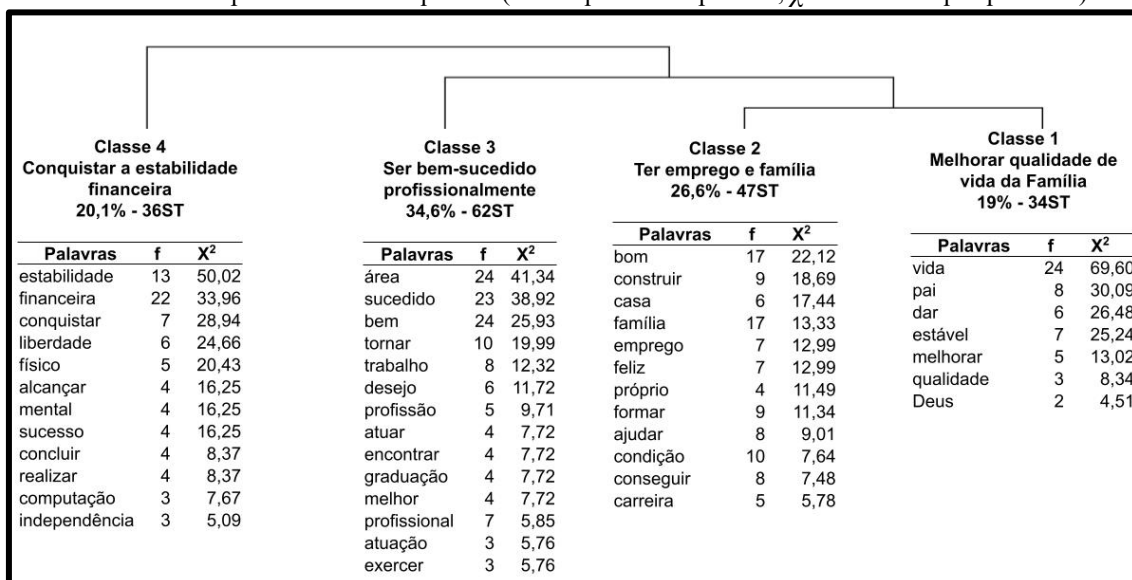 Classe 4
Conquistar a estabilidade
financeira
20,1% - 36ST
Palavras f X²
estabilidade 13 50,02
financeira 22 33,96
conquistar 7 28,94
liberdade 6 24,66
físico 5 20,43
alcançar 4 16,25
mental 4 16,25
sucesso 4 16,25
concluir 4 8,37
realizar 4 8,37
computação 3 7,67
independência 3 5,09
Classe 3
Ser bem-sucedido
profissionalmente
34,6% - 62ST
Palavras f X²
área 24 41,34
sucedido 23 38,92
bem 24 25,93
tornar 10 19,99
trabalho 8 12,32
desejo 6 11,72
profissão 5 9,71
atuar 4 7,72
encontrar 4 7,72
graduação 4 7,72
melhor 4 7,72
profissional 7 5,85
atuação 3 5,76
exercer 3 5,76
Classe 2
Ter emprego e família
26,6% - 47ST
Palavras f X²
bom 17 22,12
construir 9 18,69
casa 6 17,44
família 17 13,33
emprego 7 12,99
feliz 7 12,99
próprio 4 11,49
formar 9 11,34
ajudar 8 9,01
condição 10 7,64
conseguir 8 7,48
carreira 5 5,78
Classe 1
Melhorar qualidade de
vida da Família
19% - 34ST
Palavras f X²
vida 24 69,60
pai 8 30,09
dar 6 26,48
estável 7 25,24
melhorar 5 13,02
qualidade 3 8,34
Deus 2 4,51